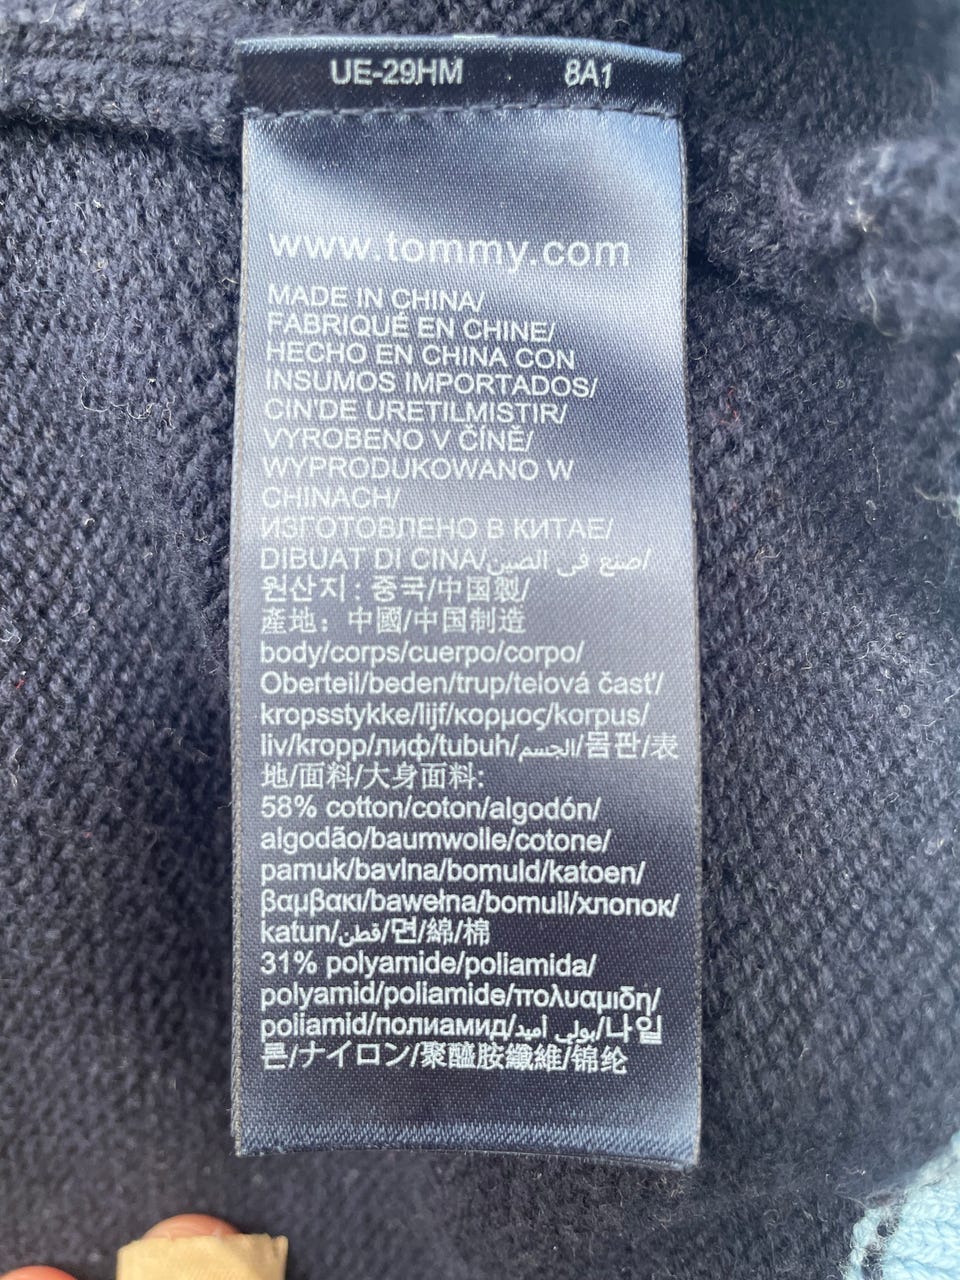 UE-29HM 8A1
www.tommy.com
MADE IN CHINA/
FABRIQUÉ EN CHINE/
HECHO EN CHINA CON
INSUMOS IMPORTADOS/
CIN'DE URETILMISTIR/
VYROBENO V ČÍNĚ/
WYPRODUKOWANO W
CHINACH/
ИЗГОТОВЛЕНО В КИТАЕ/
DIBUAT DI CINA/صنع في الصين/
원산지 : 중국/中国製/
產地: 中國/中国制造
body/corps/cuerpo/corpo/
Oberteil/beden/trup/telová časť/
kropsstykke/lijf/κορμος/korpus/
liv/kropp/лиф/tubuh/الجسم/몸판/表
地/面料/大身面料:
58% cotton/coton/algodón/
algodão/baumwolle/cotone/
pamuk/bavlna/bomuld/katoen/
βαμβακι/bawełna/bomull/хлопок/
katun/قطن/면/綿/棉
31% polyamide/poliamida/
polyamid/poliamide/πολυαμιδη/
poliamid/полиамид/بولي أميد/나일
론/ナイロン/聚醯胺纖維/锦纶